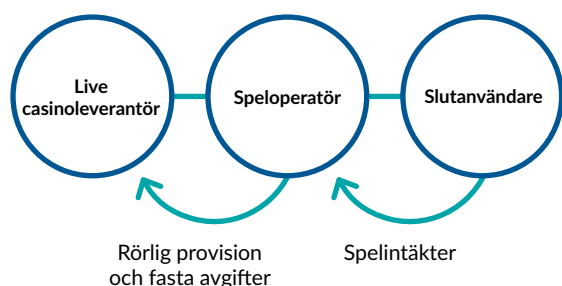 Live
casinoleverantör
Speloperatör
Slutanvändare
Rörlig provision
och fasta avgifter
Spelintäkter